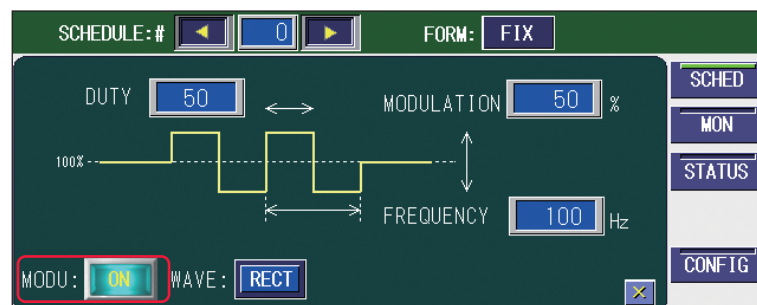 SCHEDULE:# ◄ 0 ► FORM: FIX
SCHED
DUTY 50 MODULATION 50 %
MON
100%
STATUS
FREQUENCY 100 Hz
MODU: ON WAVE: RECT
CONFIG
×